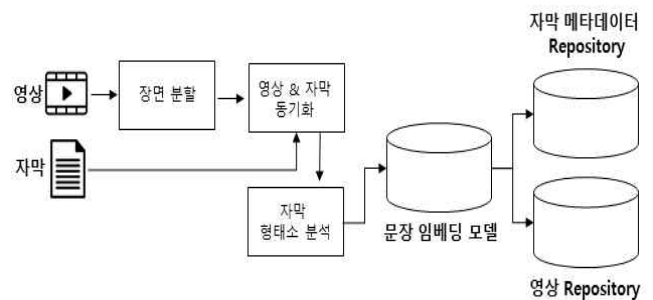 자막 메타데이터
Repository
영상
장면 분할
영상 & 자막
동기화
자막
자막
형태소 분석
문장 임베딩 모델
영상 Repository